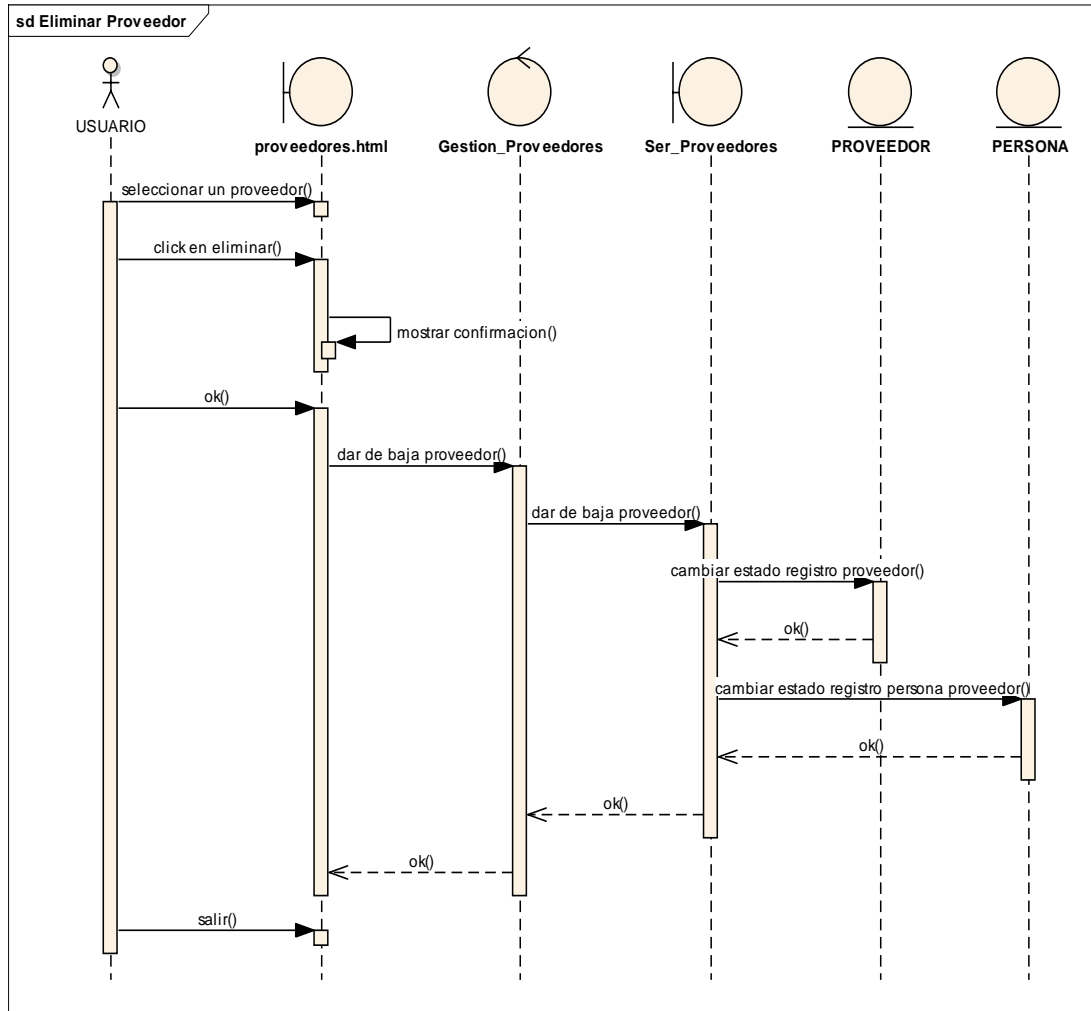 sd Eliminar Proveedor
USUARIO
proveedores.html
Gestion_Proveedores
Ser_Proveedores
PROVEEDOR
PERSONA
seleccionar un proveedor()
click en eliminar()
mostrar confirmacion()
ok()
dar de baja proveedor()
dar de baja proveedor()
cambiar estado registro proveedor()
ok()
cambiar estado registro persona proveedor()
ok()
ok()
ok()
salir()